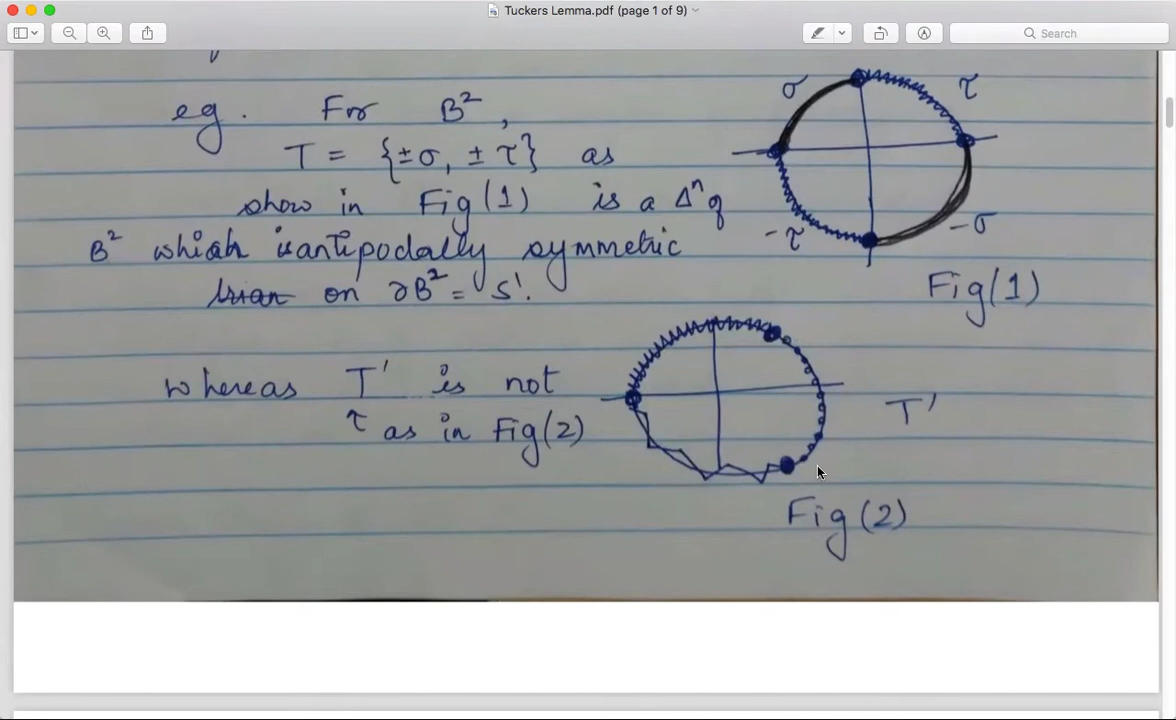 Tuckers Lemma.pdf (page 1 of 9)
Search
eg. For B²,
T = {±σ, ± τ} as
show in Fig(1) is a Δⁿ of
B² which is antipodally symmetric
on ∂B² = S¹.
σ
τ
-τ
-σ
Fig(1)
whereas T' is not
τ as in Fig(2)
T'
Fig(2)